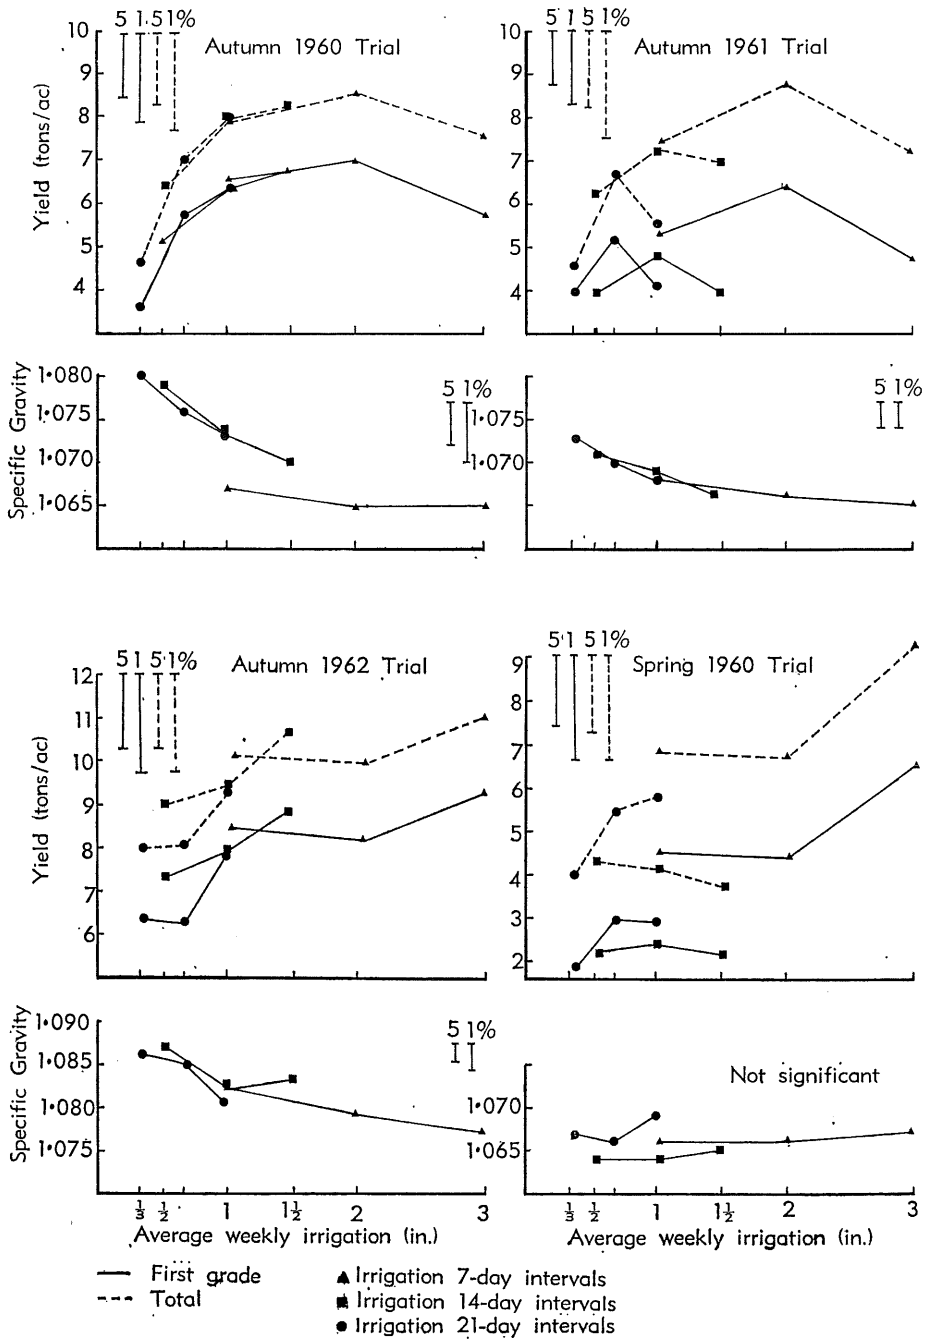 5 1 5 1%
Autumn 1960 Trial
10
9
8
7
6
5
4
Yield (tons/ac)
5 1 5 1%
Autumn 1961 Trial
10
9
8
7
6
5
4
Specific Gravity
1·080
1·075
1·070
1·065
5 1%
1·075
1·070
5 1%
5 1 5 1%
Autumn 1962 Trial
12
11
10
9
8
7
6
Yield (tons/ac)
5 1 5 1%
Spring 1960 Trial
9
8
7
6
5
4
3
2
Specific Gravity
1·090
1·085
1·080
1·075
5 1%
Not significant
1·070
1·065
⅓ ½ 1 1½ 2 3
Average weekly irrigation (in.)
⅓ ½ 1 1½ 2 3
Average weekly irrigation (in.)
First grade
Total
Irrigation 7-day intervals
Irrigation 14-day intervals
Irrigation 21-day intervals